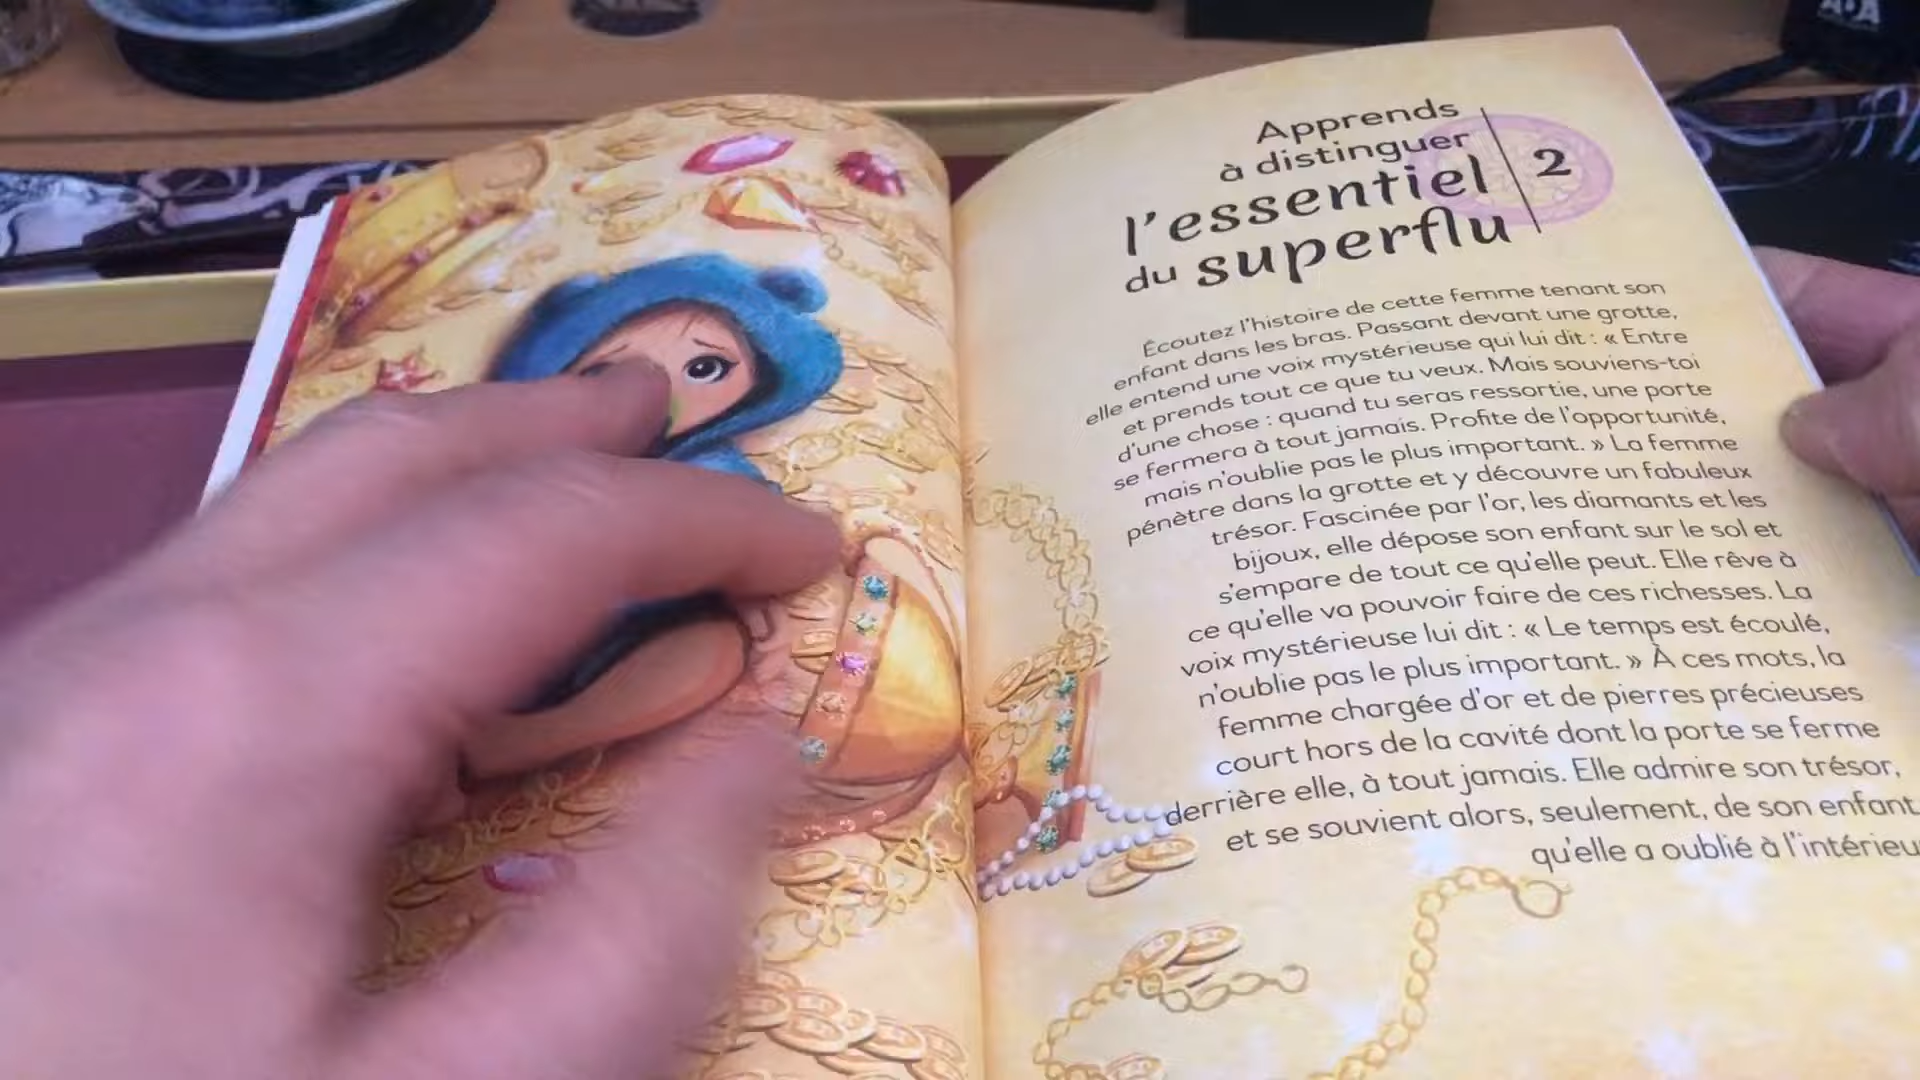 Apprends
à distinguer
l'essentiel
du superflu
2
Écoutez l'histoire de cette femme tenant son
enfant dans les bras. Passant devant une grotte,
elle entend une voix mystérieuse qui lui dit : « Entre
et prends tout ce que tu veux. Mais souviens-toi
d'une chose : quand tu seras ressortie, une porte
se fermera à tout jamais. Profite de l'opportunité,
mais n'oublie pas le plus important. » La femme
pénètre dans la grotte et y découvre un fabuleux
trésor. Fascinée par l'or, les diamants et les
bijoux, elle dépose son enfant sur le sol et
s'empare de tout ce qu'elle peut. Elle rêve à
ce qu'elle va pouvoir faire de ces richesses. La
voix mystérieuse lui dit : « Le temps est écoulé,
n'oublie pas le plus important. » À ces mots, la
femme chargée d'or et de pierres précieuses
court hors de la cavité dont la porte se ferme
derrière elle, à tout jamais. Elle admire son trésor,
et se souvient alors, seulement, de son enfant
qu'elle a oublié à l'intérieu